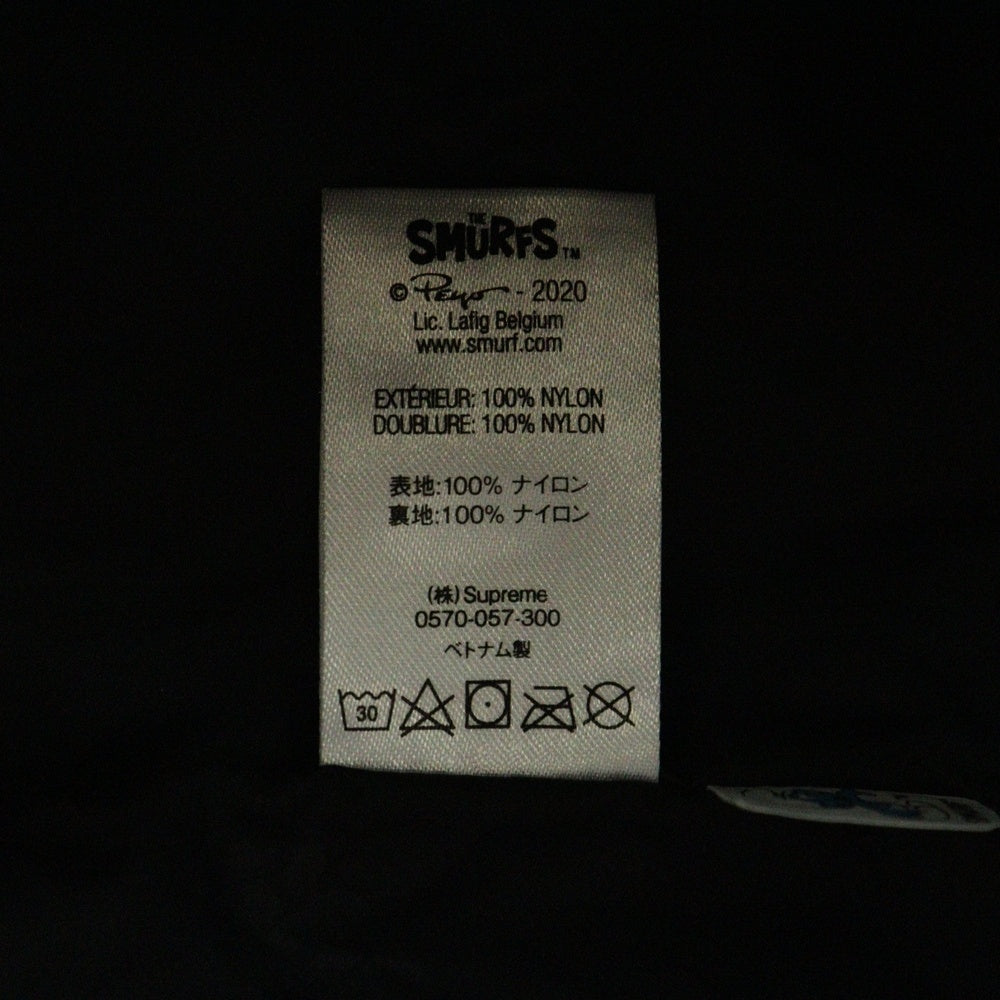 THE
SMURFS™
© Peyo - 2020
Lic. Lafig Belgium
www.smurf.com
EXTÉRIEUR: 100% NYLON
DOUBLURE: 100% NYLON
表地:100% ナイロン
裏地:100% ナイロン
(株)Supreme
0570-057-300
ベトナム製
30